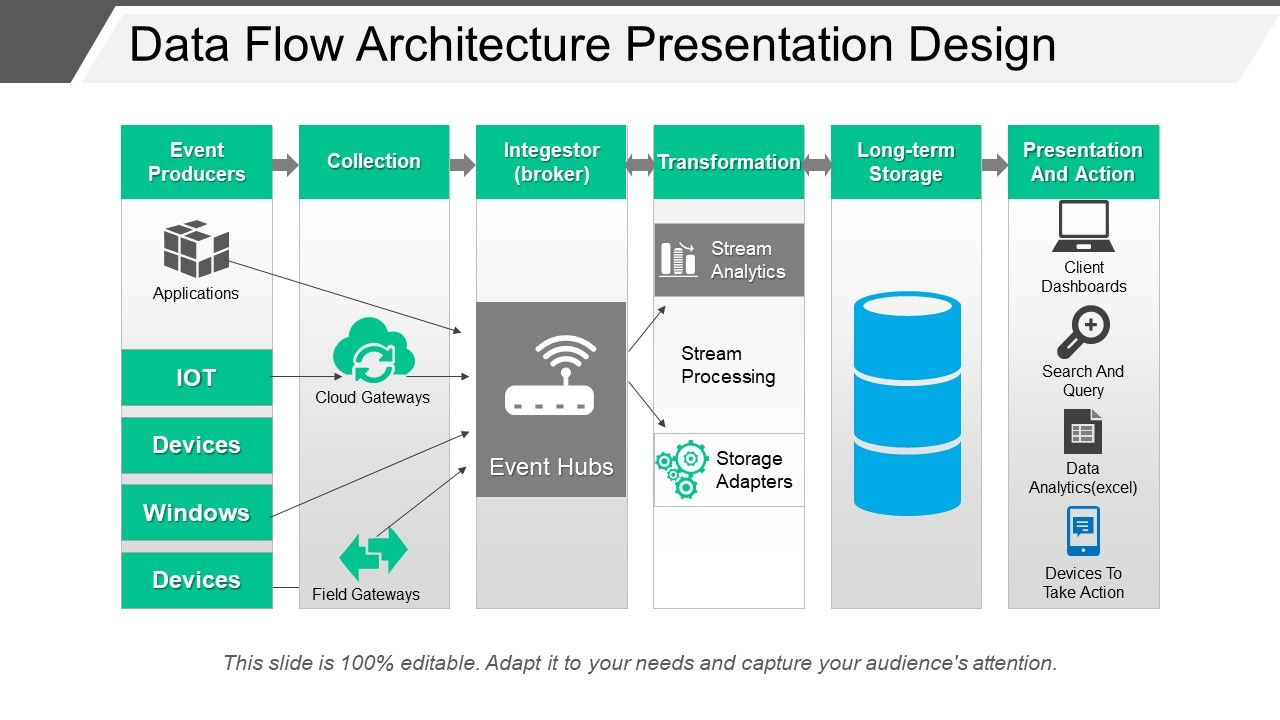 Data Flow Architecture Presentation Design
Event
Producers
Collection
Integestor
(broker)
Transformation
Long-term
Storage
Presentation
And Action
Applications
IOT
Devices
Windows
Devices
Cloud Gateways
Field Gateways
Event Hubs
Stream
Analytics
Stream
Processing
Storage
Adapters
Client
Dashboards
Search And
Query
Data
Analytics(excel)
Devices To
Take Action
This slide is 100% editable. Adapt it to your needs and capture your audience's attention.